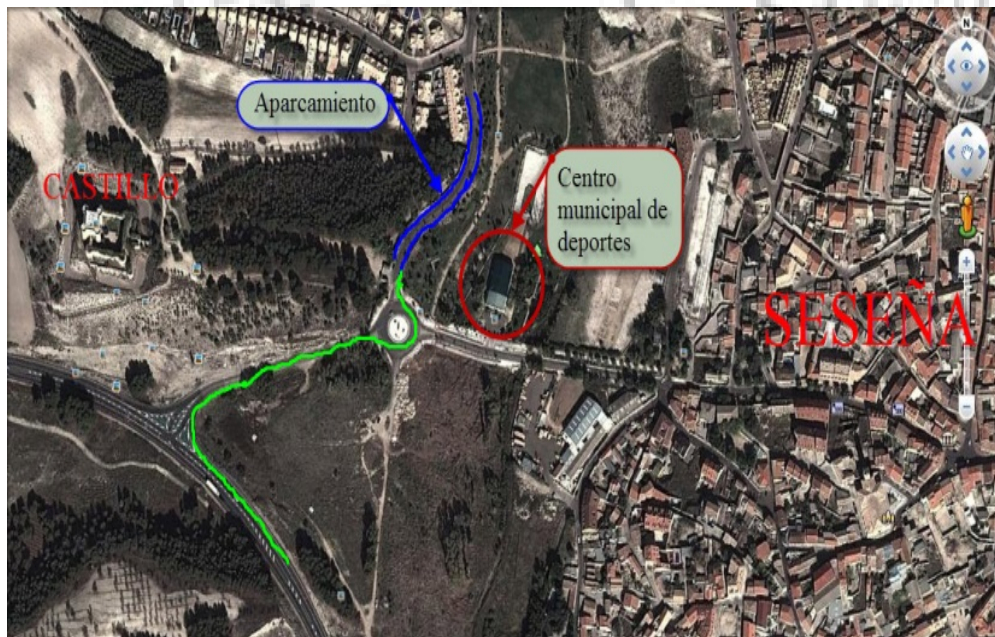 N
Aparcamiento
CASTILLO
Centro
municipal de
deportes
SESEÑA